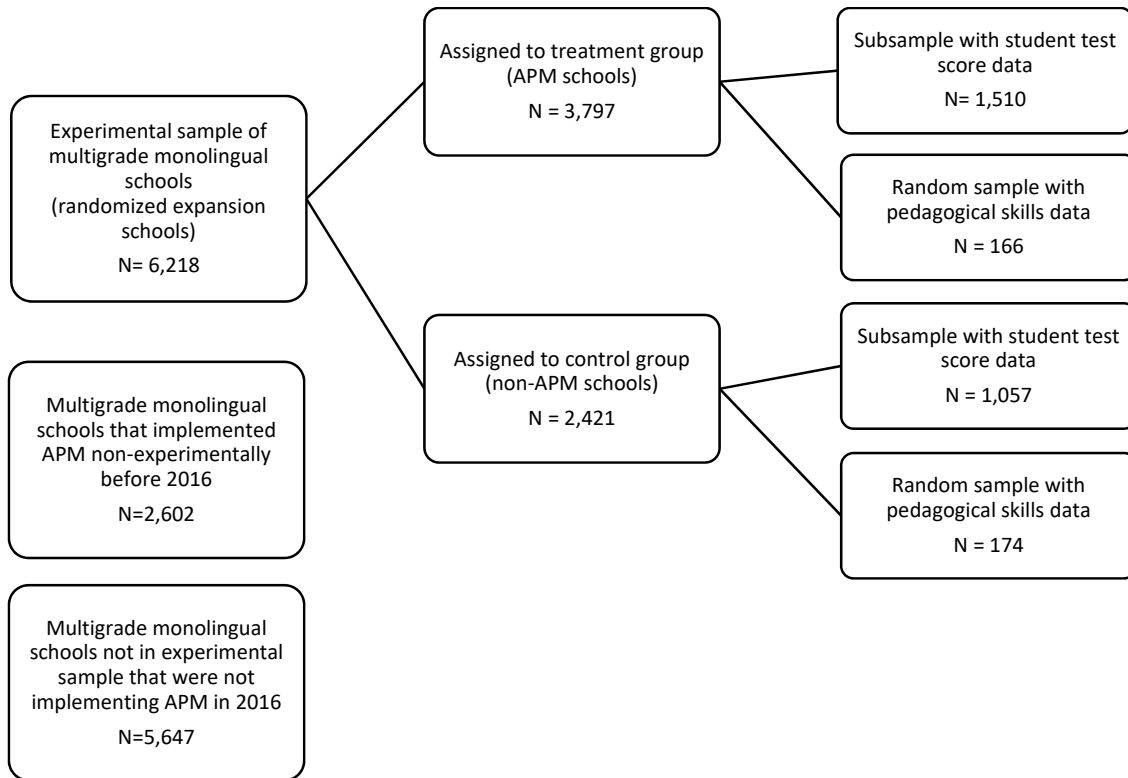 Experimental sample of
multigrade monolingual
schools
(randomized expansion
schools)
N= 6,218
Multigrade monolingual
schools that implemented
APM non-experimentally
before 2016
N=2,602
Multigrade monolingual
schools not in experimental
sample that were not
implementing APM in 2016
N=5,647
Assigned to treatment group
(APM schools)
N = 3,797
Assigned to control group
(non-APM schools)
N = 2,421
Subsample with student test
score data
N= 1,510
Random sample with
pedagogical skills data
N = 166
Subsample with student test
score data
N = 1,057
Random sample with
pedagogical skills data
N = 174